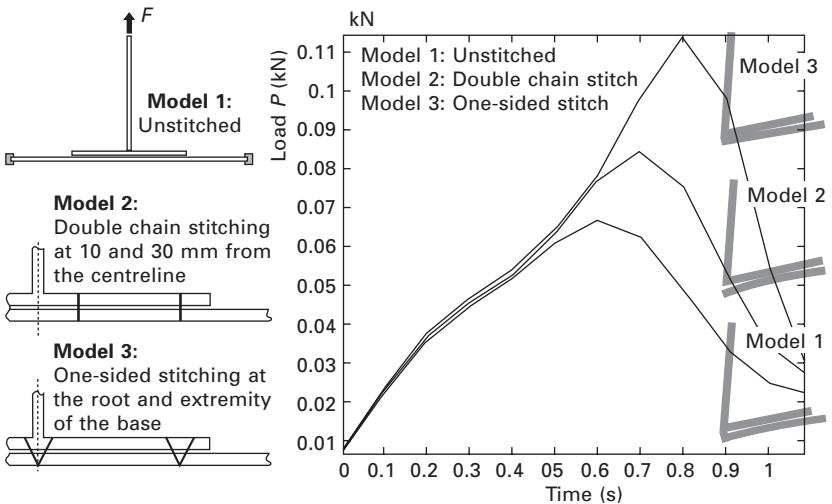 F
Model 1:
Unstitched
Model 2:
Double chain stitching
at 10 and 30 mm from
the centreline
Model 3:
One-sided stitching at
the root and extremity
of the base
kN
Load P (kN)
0.11
0.1
0.09
0.08
0.07
0.06
0.05
0.04
0.03
0.02
0.01
Model 1: Unstitched
Model 2: Double chain stitch
Model 3: One-sided stitch
Model 3
Model 2
Model 1
0 0.1 0.2 0.3 0.4 05 0.6 0.7 0.8 0.9 1
Time (s)